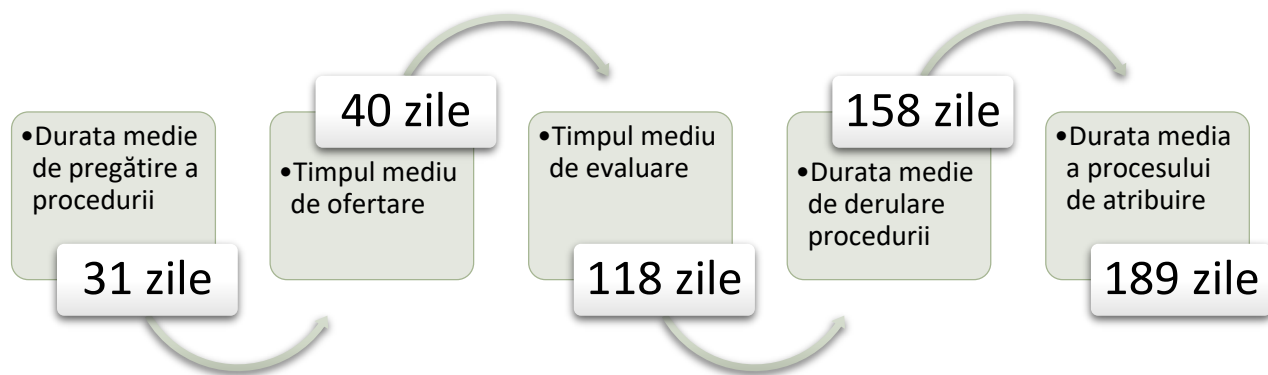 •Durata medie
de pregătire a
procedurii
31 zile
40 zile
•Timpul mediu
de ofertare
•Timpul mediu
de evaluare
118 zile
158 zile
•Durata medie
de derulare
procedurii
•Durata media
a procesului
de atribuire
189 zile